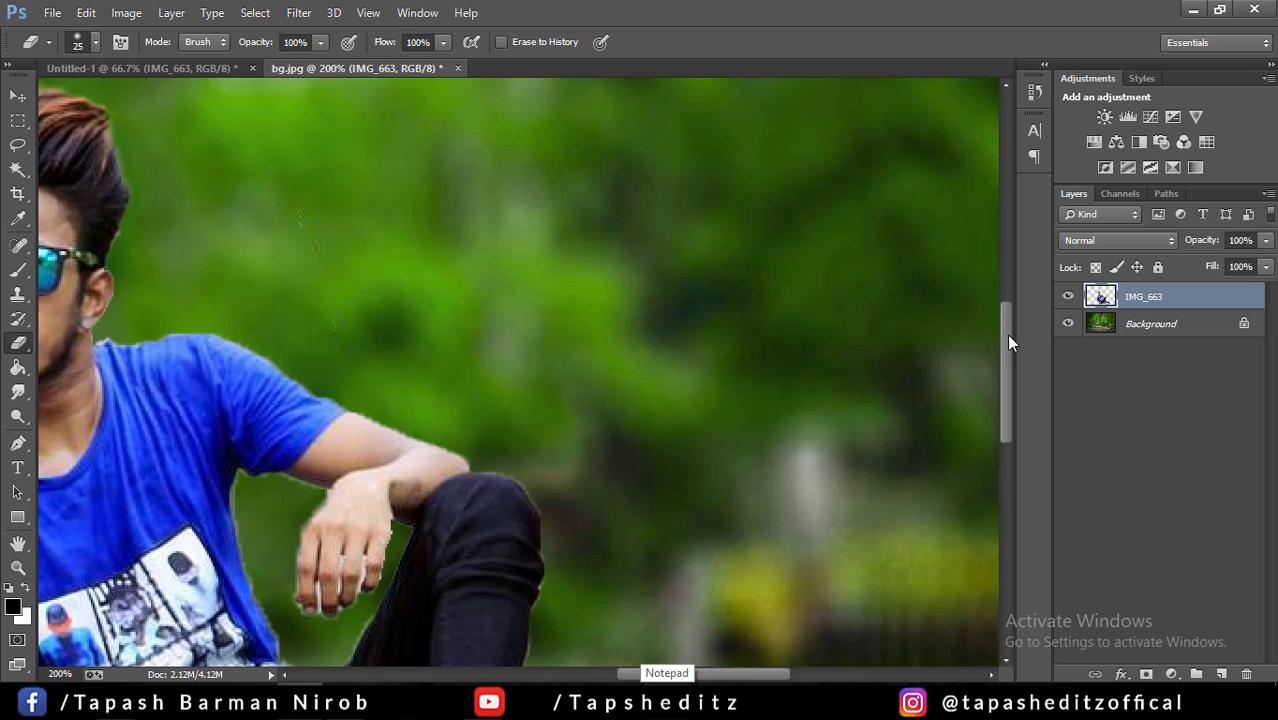 Ps File Edit Image Layer Type Select Filter 3D View Window Help
25 Mode: Brush Opacity: 100% Flow: 100% Erase to History Essentials
Untitled-1 @ 66.7% (IMG_663, RGB/8) * × bg.jpg @ 200% (IMG_663, RGB/8) * ×
Adjustments Styles
Add an adjustment
Layers Channels Paths
Kind
Normal Opacity: 100%
Lock: Fill: 100%
IMG_663
Background
Activate Windows
Go to Settings to activate Windows.
200% Doc: 2.12M/4.12M Notepad
/Tapash Barman Nirob /Tapsheditz @tapasheditzoffical